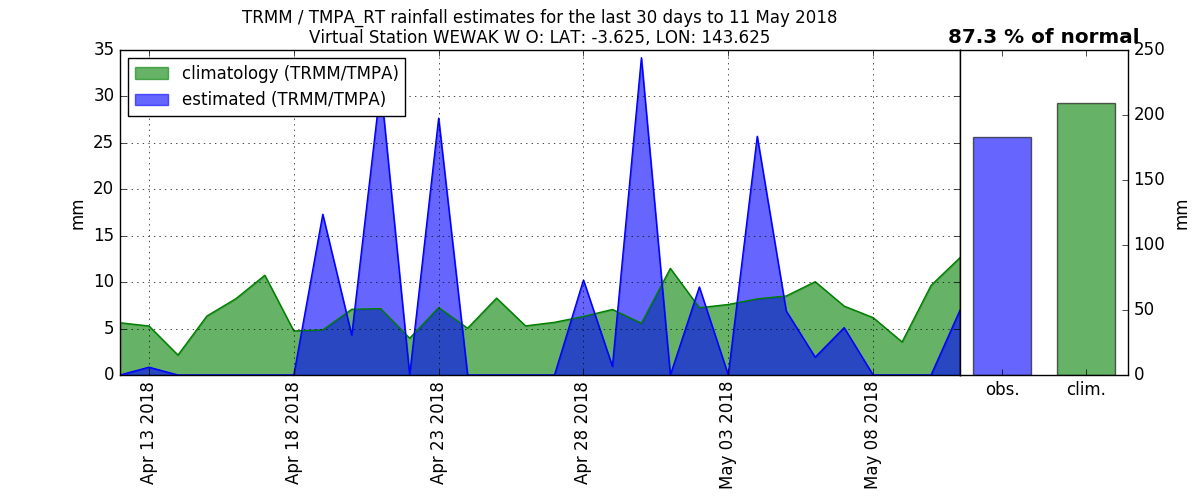 TRMM / TMPA_RT rainfall estimates for the last 30 days to 11 May 2018
Virtual Station WEWAK W O: LAT: -3.625, LON: 143.625
87.3 % of normal
climatology (TRMM/TMPA)
estimated (TRMM/TMPA)
35
30
25
20
15
10
5
0
mm
Apr 13 2018
Apr 18 2018
Apr 23 2018
Apr 28 2018
May 03 2018
May 08 2018
250
200
150
100
50
0
mm
obs.
clim.